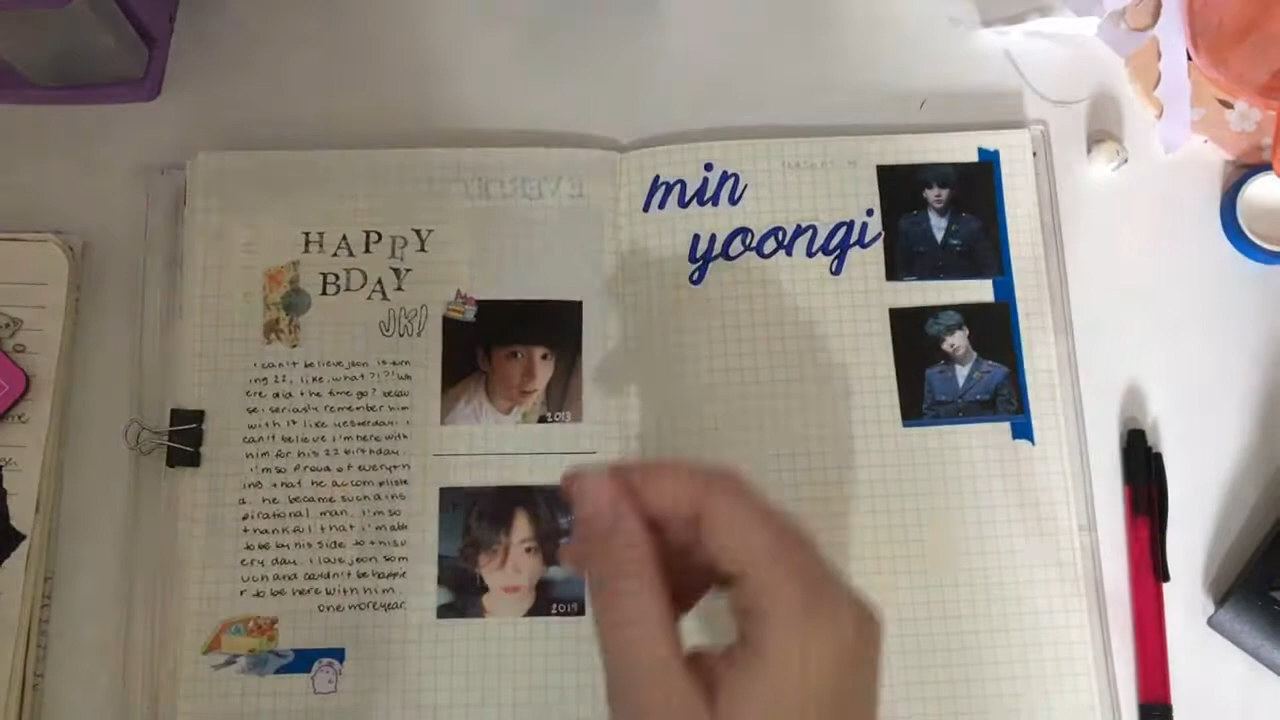 HAPPY
BDAY
JK!
i can't believe jeon is turn
ing 22, like, what?!?! Wh
ere did the time go? becau
se i seriously remember him
with 17 like yesterday. i
can't believe i'm here with
him for his 22 birthday.
i'm so proud of everyth
ing that he accomplishe
d. he became such a ins
pirational man. i'm so
thankful that i'm able
to be by his side to this v
ery day. i love jeon som
uch and couldn't be happie
r to be here with him.
one more year.
2013
2019
min
yoongi